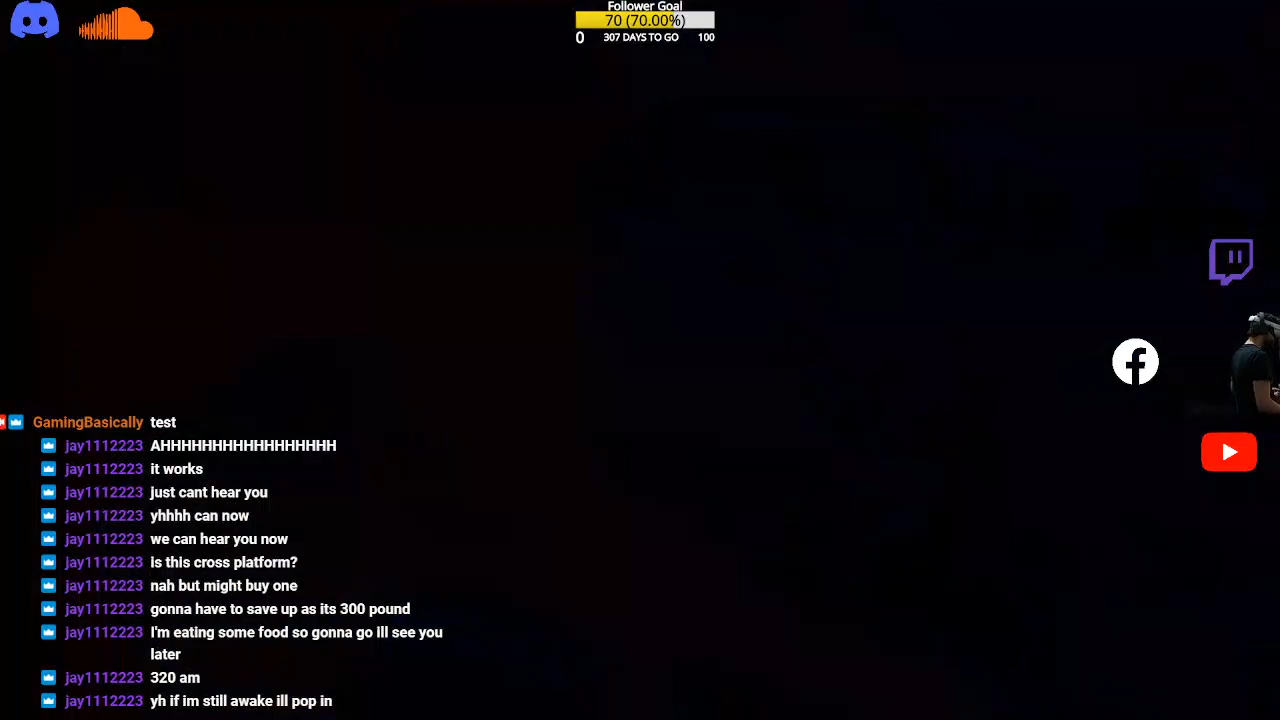 Follower Goal
70 (70.00%)
0 307 DAYS TO GO 100
GamingBasically test
jay1112223 AHHHHHHHHHHHHHHHHH
jay1112223 it works
jay1112223 just cant hear you
jay1112223 yhhhh can now
jay1112223 we can hear you now
jay1112223 Is this cross platform?
jay1112223 nah but might buy one
jay1112223 gonna have to save up as its 300 pound
jay1112223 I'm eating some food so gonna go ill see you
later
jay1112223 320 am
jay1112223 yh if im still awake ill pop in